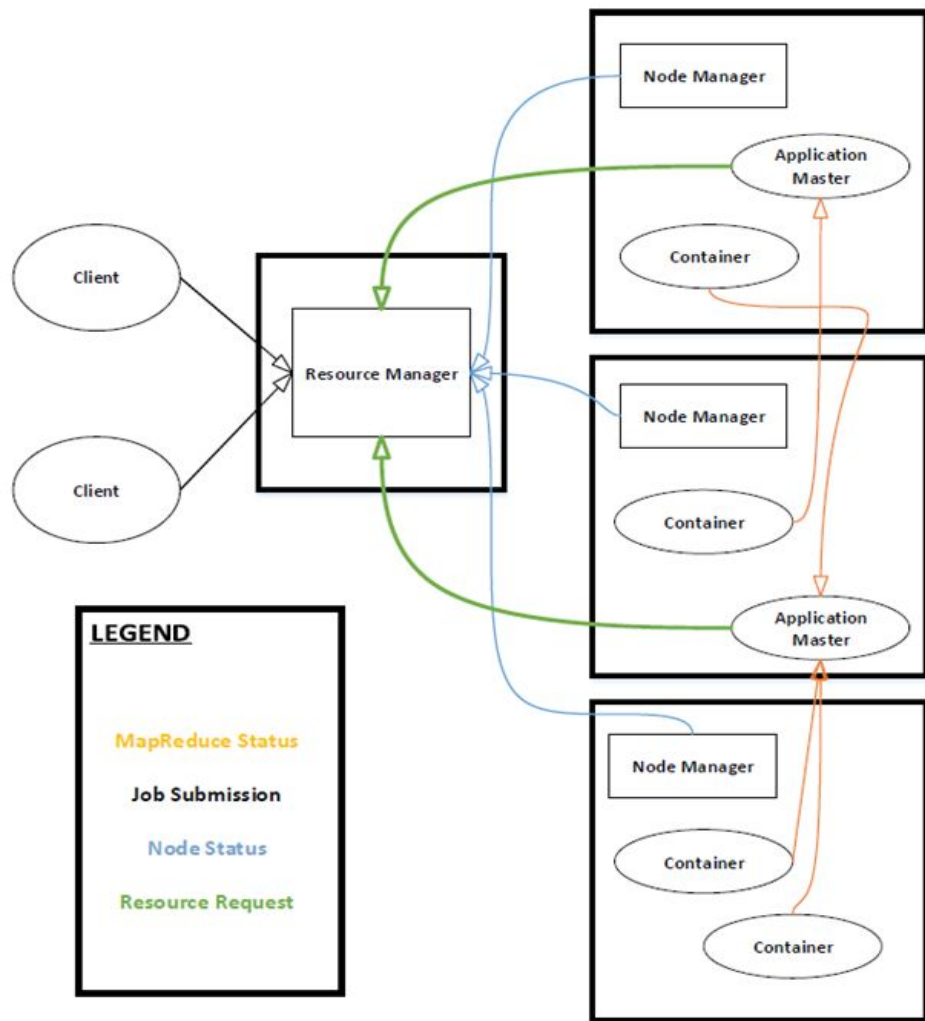 Node Manager
Application
Master
Container
Client
Resource Manager
Client
Node Manager
Container
Application
Master
LEGEND
MapReduce Status
Job Submission
Node Status
Resource Request
Node Manager
Container
Container